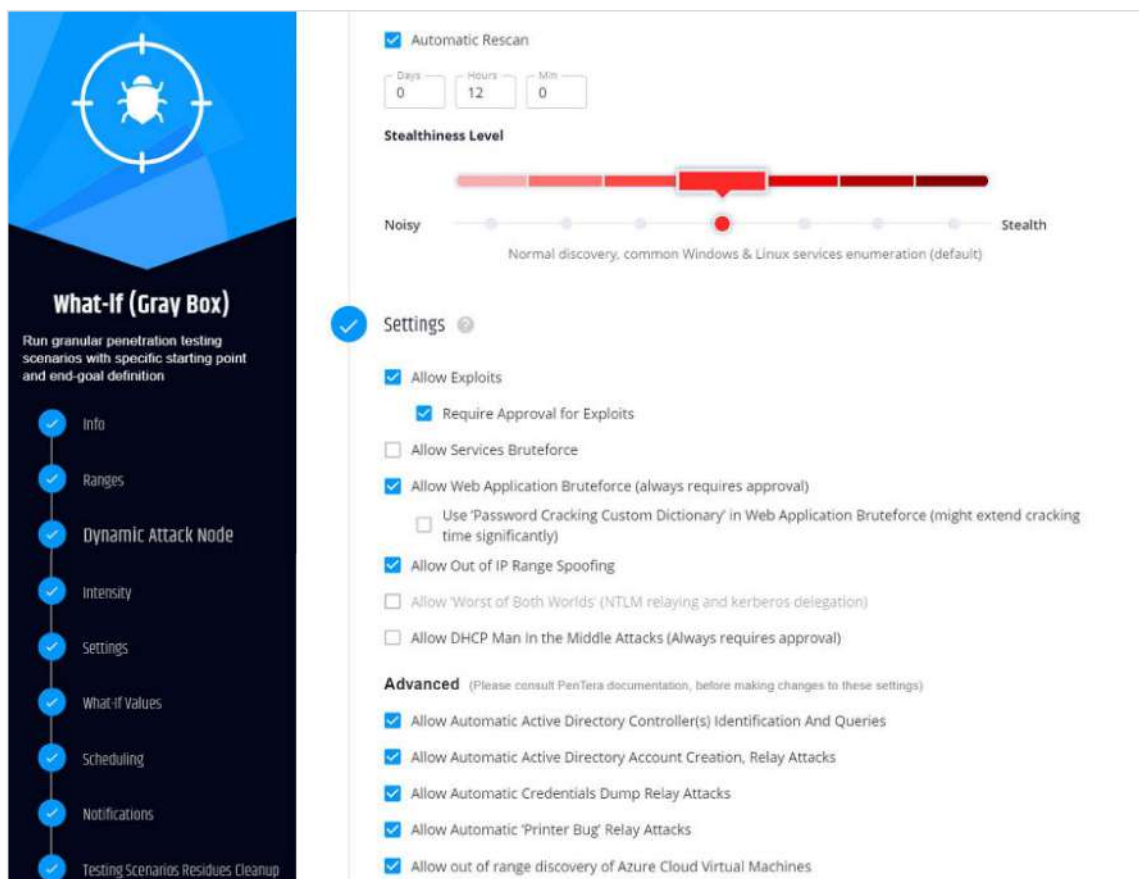 What-If (Gray Box)
Run granular penetration testing
scenarios with specific starting point
and end-goal definition
Info
Ranges
Dynamic Attack Node
Intensity
Settings
What-If Values
Scheduling
Notifications
Testing Scenarios Residues Cleanup
Automatic Rescan
Days
Hours
Min
0
12
0
Stealthiness Level
Noisy
Stealth
Normal discovery, common Windows & Linux services enumeration (default)
Settings ?
Allow Exploits
Require Approval for Exploits
Allow Services Bruteforce
Allow Web Application Bruteforce (always requires approval)
Use ‘Password Cracking Custom Dictionary’ in Web Application Bruteforce (might extend cracking
time significantly)
Allow Out of IP Range Spoofing
Allow ‘Worst of Both Worlds’ (NTLM relaying and kerberos delegation)
Allow DHCP Man In the Middle Attacks (Always requires approval)
Advanced (Please consult PenTera documentation, before making changes to these settings)
Allow Automatic Active Directory Controller(s) Identification And Queries
Allow Automatic Active Directory Account Creation, Relay Attacks
Allow Automatic Credentials Dump Relay Attacks
Allow Automatic ‘Printer Bug’ Relay Attacks
Allow out of range discovery of Azure Cloud Virtual Machines